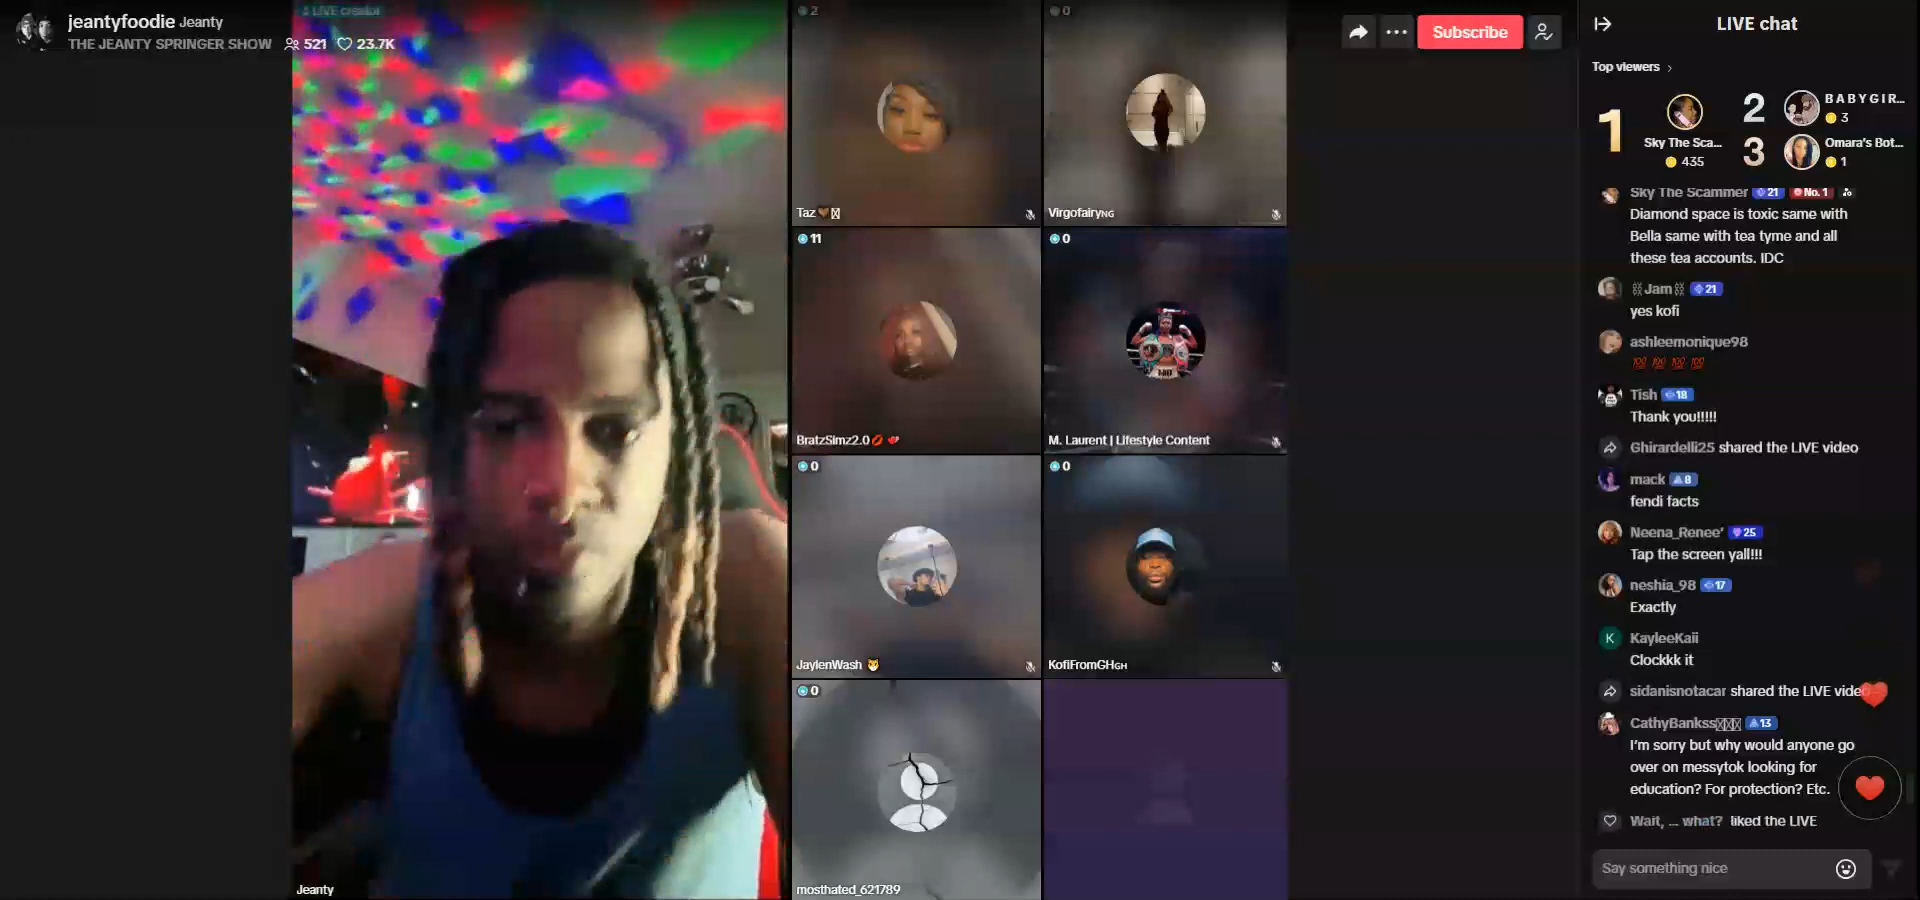 jeantyfoodie Jeanty
THE JEANTY SPRINGER SHOW 521 23.7K
LIVE creator
2
0
Subscribe
LIVE chat
Top viewers
1
Sky The Sca...
435
2
B A B Y G I R...
3
3
Omara's Bot...
1
Taz
VirgofairyNG
11
0
BratzSimz2.0
M. Laurent | Lifestyle Content
0
0
JaylenWash
KofiFromGHGH
0
mosthated_621789
Jeanty
Sky The Scammer 21 No. 1
Diamond space is toxic same with
Bella same with tea tyme and all
these tea accounts. IDC
Jam 21
yes kofi
ashleemonique98
💯 💯 💯 💯
Tish 18
Thank you!!!!!
Ghirardelli25 shared the LIVE video
mack 8
fendi facts
Neena_Renee' 25
Tap the screen yall!!!
neshia_98 17
Exactly
K KayleeKaii
Clockkk it
sidanisnotacar shared the LIVE video
CathyBankss 13
I'm sorry but why would anyone go
over on messytok looking for
education? For protection? Etc.
Wait, ... what? liked the LIVE
Say something nice